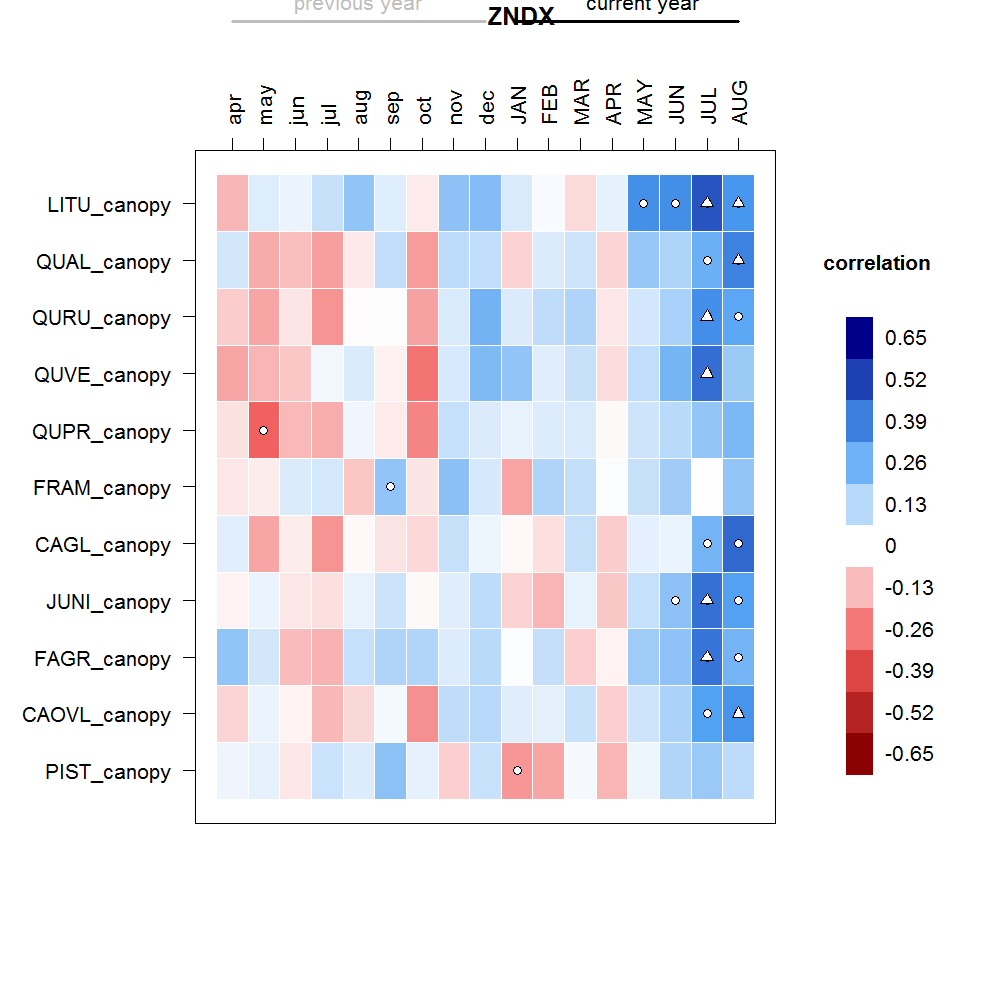 previous year
current year
ZNDX
apr may jun jul aug sep oct nov dec JAN FEB MAR APR MAY JUN JUL AUG
LITU_canopy
QUAL_canopy
QURU_canopy
QUVE_canopy
QUPR_canopy
FRAM_canopy
CAGL_canopy
JUNI_canopy
FAGR_canopy
CAOVL_canopy
PIST_canopy
correlation
0.65
0.52
0.39
0.26
0.13
0
-0.13
-0.26
-0.39
-0.52
-0.65